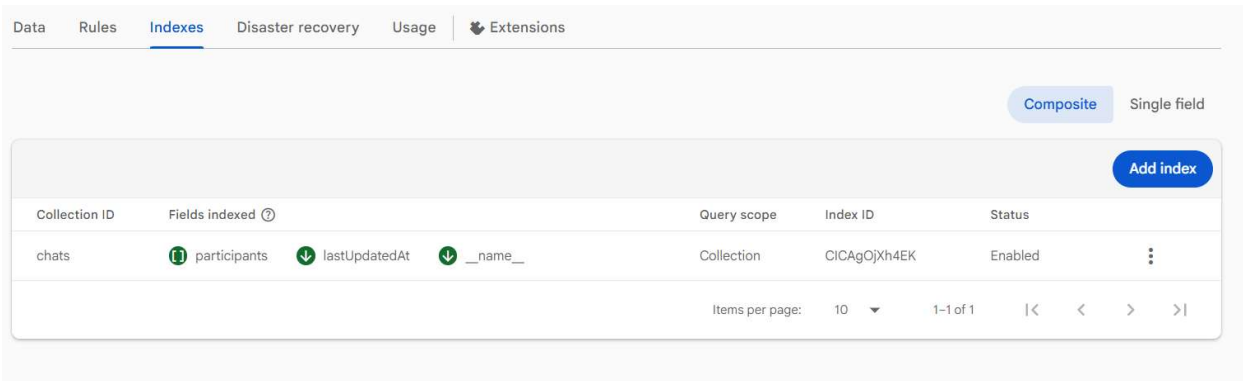 Data Rules Indexes Disaster recovery Usage Extensions
Composite Single field
Add index
Collection ID Fields indexed Query scope Index ID Status
chats participants lastUpdatedAt __name__ Collection CICAgOjXh4EK Enabled
Items per page: 10 1–1 of 1